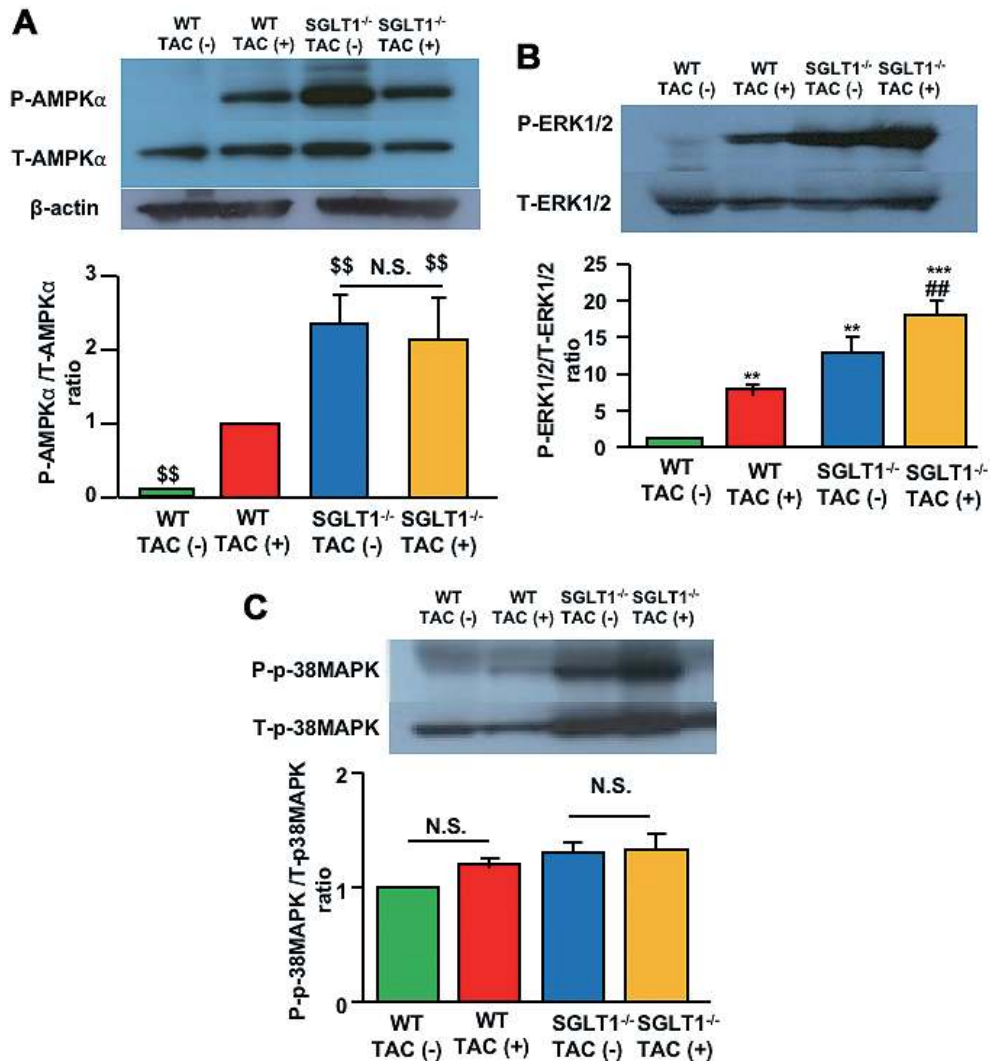 A
WT
TAC (-)
WT
TAC (+)
SGLT1-/-
TAC (-)
SGLT1-/-
TAC (+)
P-AMPKα
T-AMPKα
β-actin
P-AMPKα /T-AMPKα
ratio
3
2
1
0
$$
$$
N.S.
$$
WT
TAC (-)
WT
TAC (+)
SGLT1-/-
TAC (-)
SGLT1-/-
TAC (+)
B
WT
TAC (-)
WT
TAC (+)
SGLT1-/-
TAC (-)
SGLT1-/-
TAC (+)
P-ERK1/2
T-ERK1/2
P-ERK1/2/T-ERK1/2
ratio
25
20
15
10
5
0
**
**
***
##
WT
TAC (-)
WT
TAC (+)
SGLT1-/-
TAC (-)
SGLT1-/-
TAC (+)
C
WT
TAC (-)
WT
TAC (+)
SGLT1-/-
TAC (-)
SGLT1-/-
TAC (+)
P-p-38MAPK
T-p-38MAPK
P-p-38MAPK /T-p38MAPK
ratio
2
1
0
N.S.
N.S.
WT
TAC (-)
WT
TAC (+)
SGLT1-/-
TAC (-)
SGLT1-/-
TAC (+)